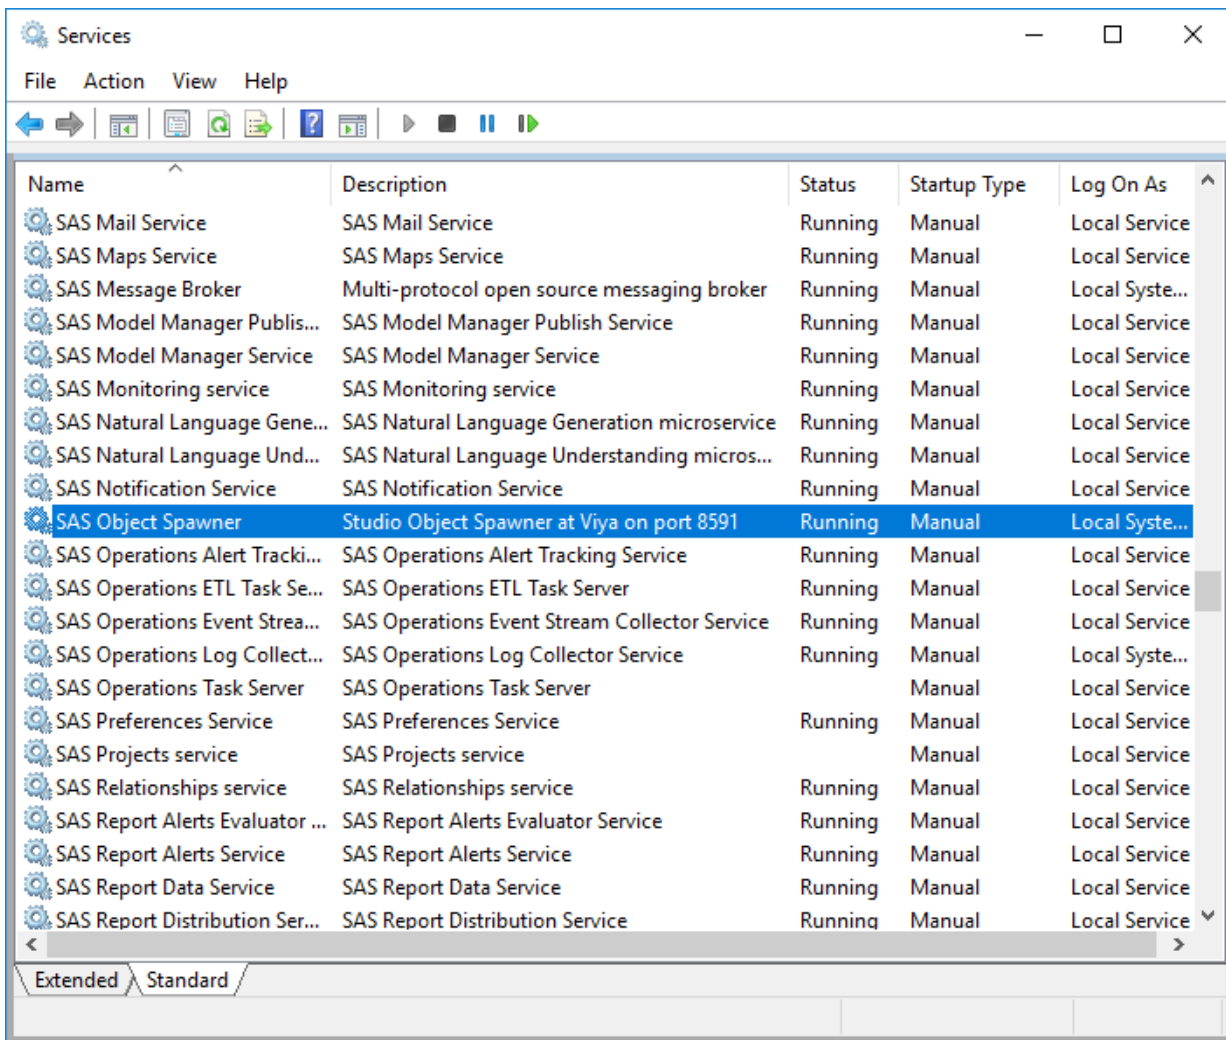 Services
File Action View Help
Name Description Status Startup Type Log On As
SAS Mail Service SAS Mail Service Running Manual Local Service
SAS Maps Service SAS Maps Service Running Manual Local Service
SAS Message Broker Multi-protocol open source messaging broker Running Manual Local Syste...
SAS Model Manager Publis... SAS Model Manager Publish Service Running Manual Local Service
SAS Model Manager Service SAS Model Manager Service Running Manual Local Service
SAS Monitoring service SAS Monitoring service Running Manual Local Service
SAS Natural Language Gene... SAS Natural Language Generation microservice Running Manual Local Service
SAS Natural Language Und... SAS Natural Language Understanding micros... Running Manual Local Service
SAS Notification Service SAS Notification Service Running Manual Local Service
SAS Object Spawner Studio Object Spawner at Viya on port 8591 Running Manual Local Syste...
SAS Operations Alert Tracki... SAS Operations Alert Tracking Service Running Manual Local Service
SAS Operations ETL Task Se... SAS Operations ETL Task Server Running Manual Local Service
SAS Operations Event Strea... SAS Operations Event Stream Collector Service Running Manual Local Service
SAS Operations Log Collect... SAS Operations Log Collector Service Running Manual Local Syste...
SAS Operations Task Server SAS Operations Task Server Manual Local Service
SAS Preferences Service SAS Preferences Service Running Manual Local Service
SAS Projects service SAS Projects service Manual Local Service
SAS Relationships service SAS Relationships service Running Manual Local Service
SAS Report Alerts Evaluator ... SAS Report Alerts Evaluator Service Running Manual Local Service
SAS Report Alerts Service SAS Report Alerts Service Running Manual Local Service
SAS Report Data Service SAS Report Data Service Running Manual Local Service
SAS Report Distribution Ser... SAS Report Distribution Service Running Manual Local Service
Extended Standard